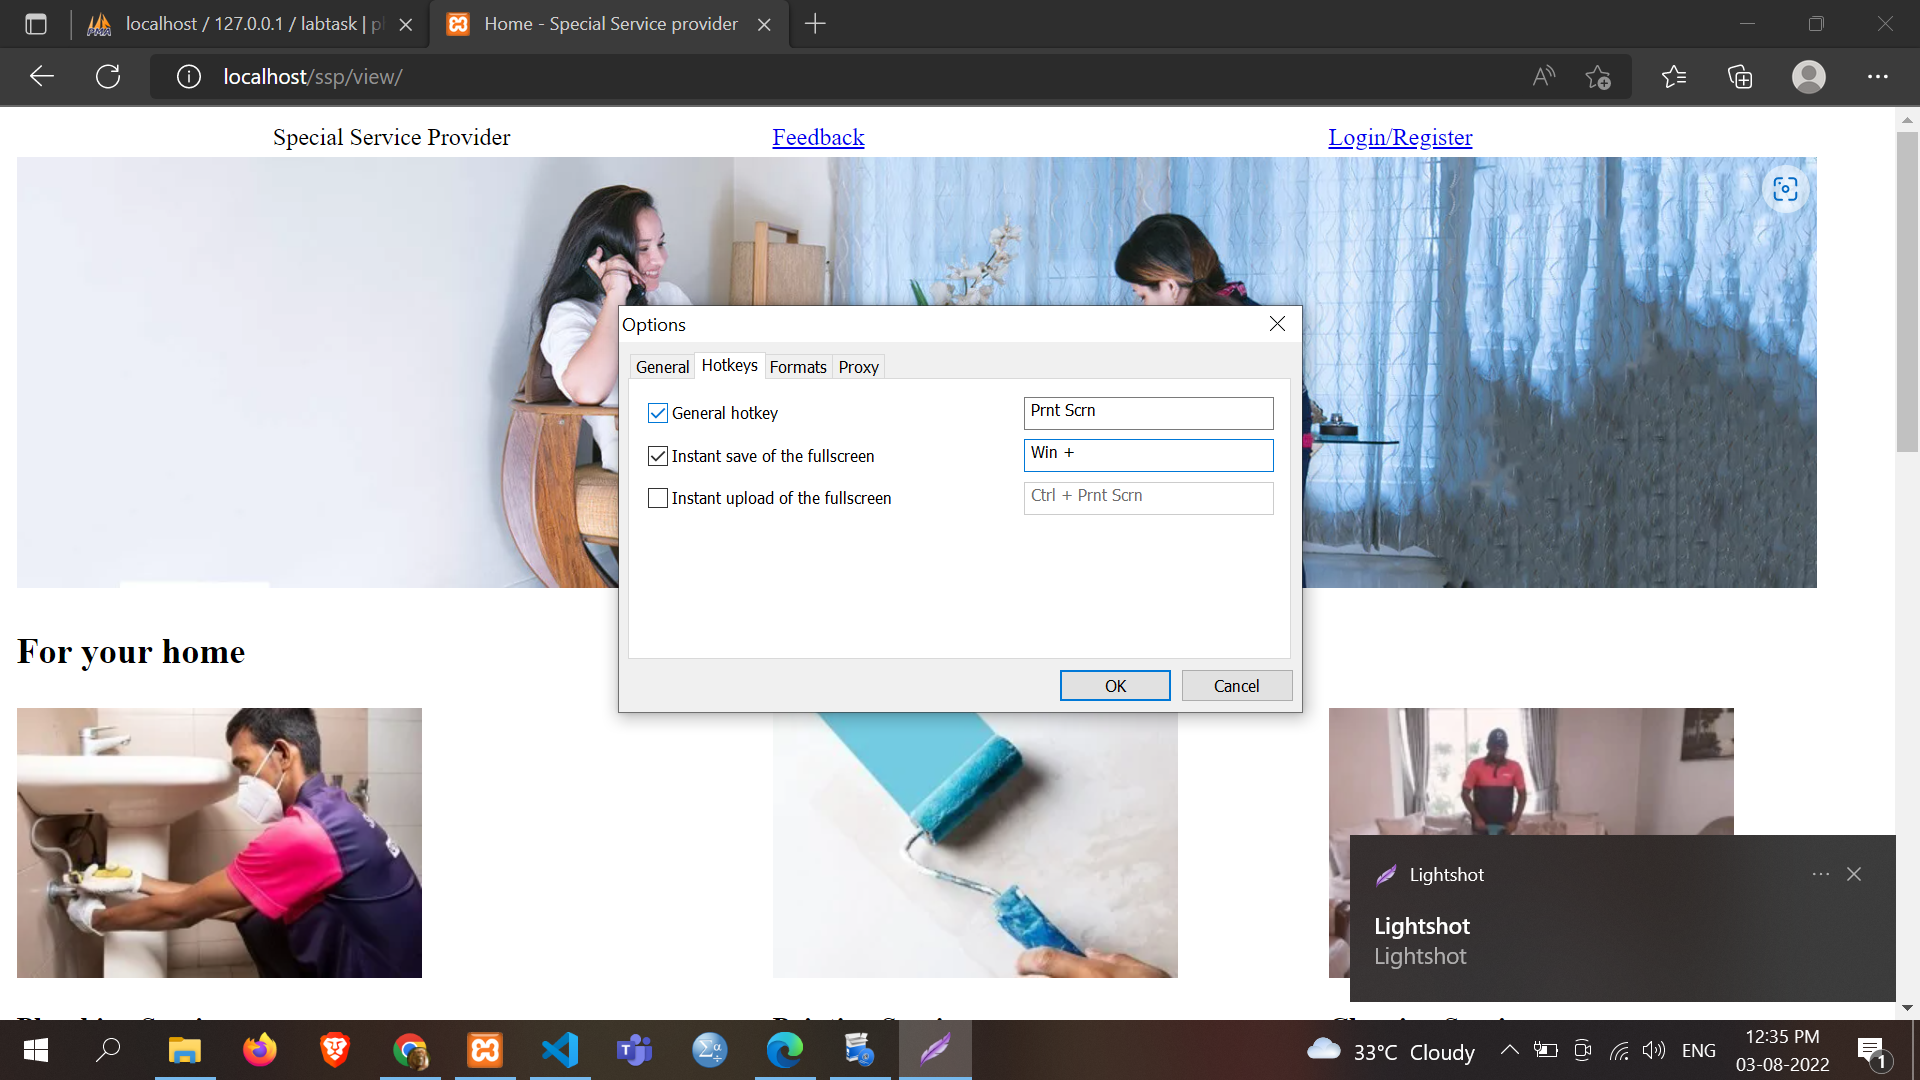 localhost / 127.0.0.1 / labtask | p
Home - Special Service provider
localhost/ssp/view/
Special Service Provider
Feedback
Login/Register
Options
General
Hotkeys
Formats
Proxy
General hotkey
Prnt Scrn
Instant save of the fullscreen
Win +
Instant upload of the fullscreen
Ctrl + Prnt Scrn
OK
Cancel
For your home
Lightshot
Lightshot
Lightshot
33°C Cloudy
ENG
12:35 PM
03-08-2022
1